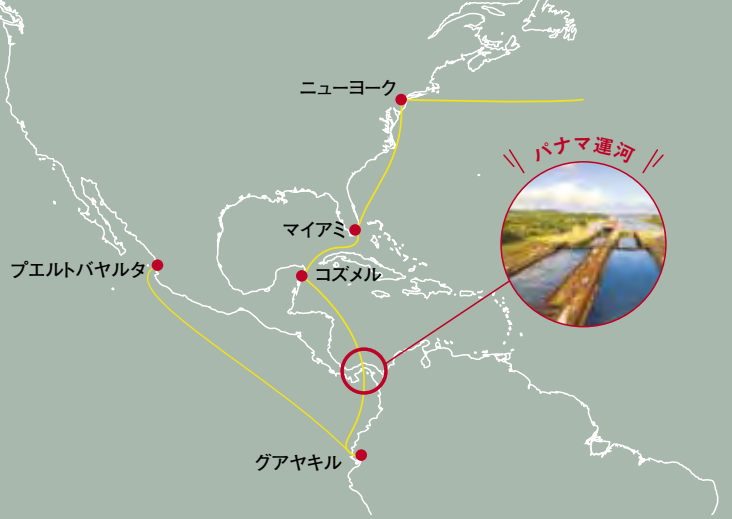 ニューヨーク
パナマ運河
マイアミ
プエルトバヤルタ
コズメル
グアヤキル